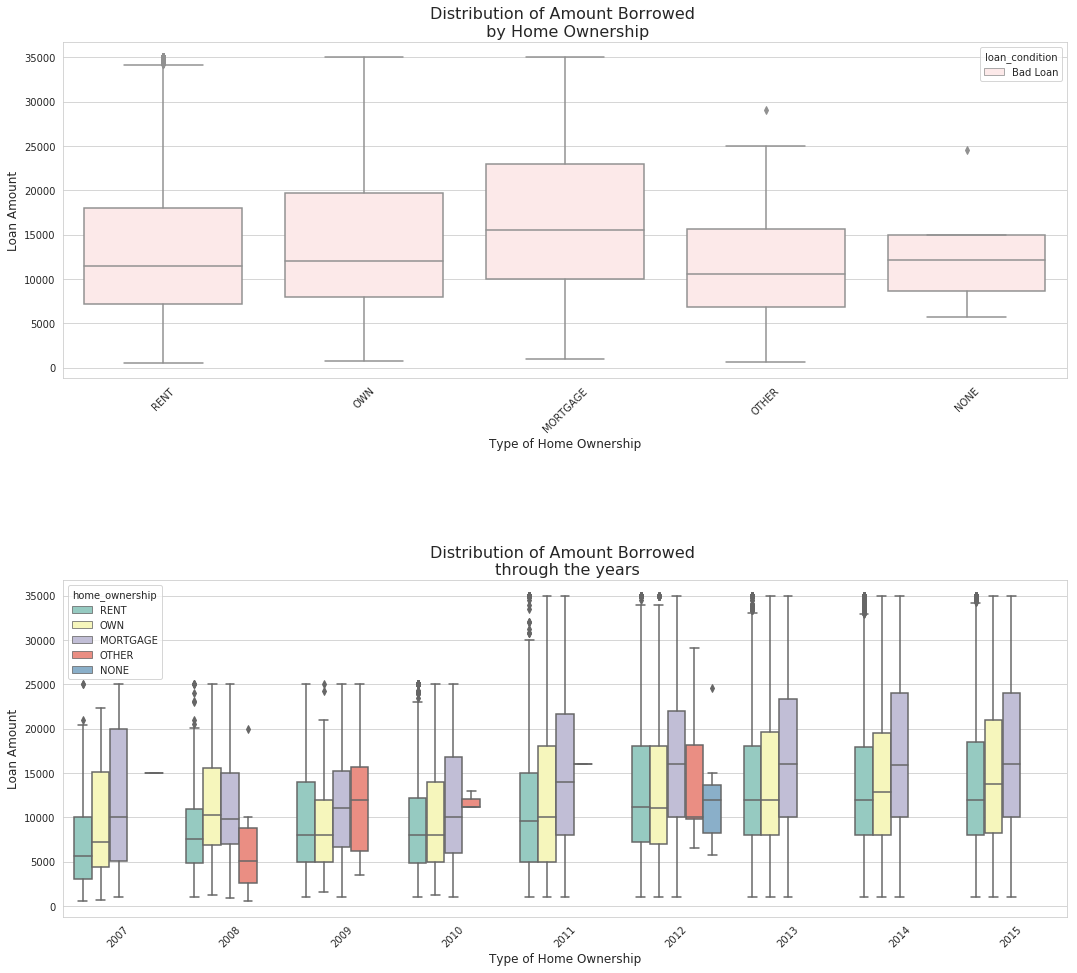 Distribution of Amount Borrowed
by Home Ownership
35000
30000
25000
20000
15000
10000
5000
0
Loan Amount
loan_condition
Bad Loan
RENT
OWN
MORTGAGE
OTHER
NONE
Type of Home Ownership
Distribution of Amount Borrowed
through the years
35000
30000
25000
20000
15000
10000
5000
0
Loan Amount
home_ownership
RENT
OWN
MORTGAGE
OTHER
NONE
2007
2008
2009
2010
2011
2012
2013
2014
2015
Type of Home Ownership